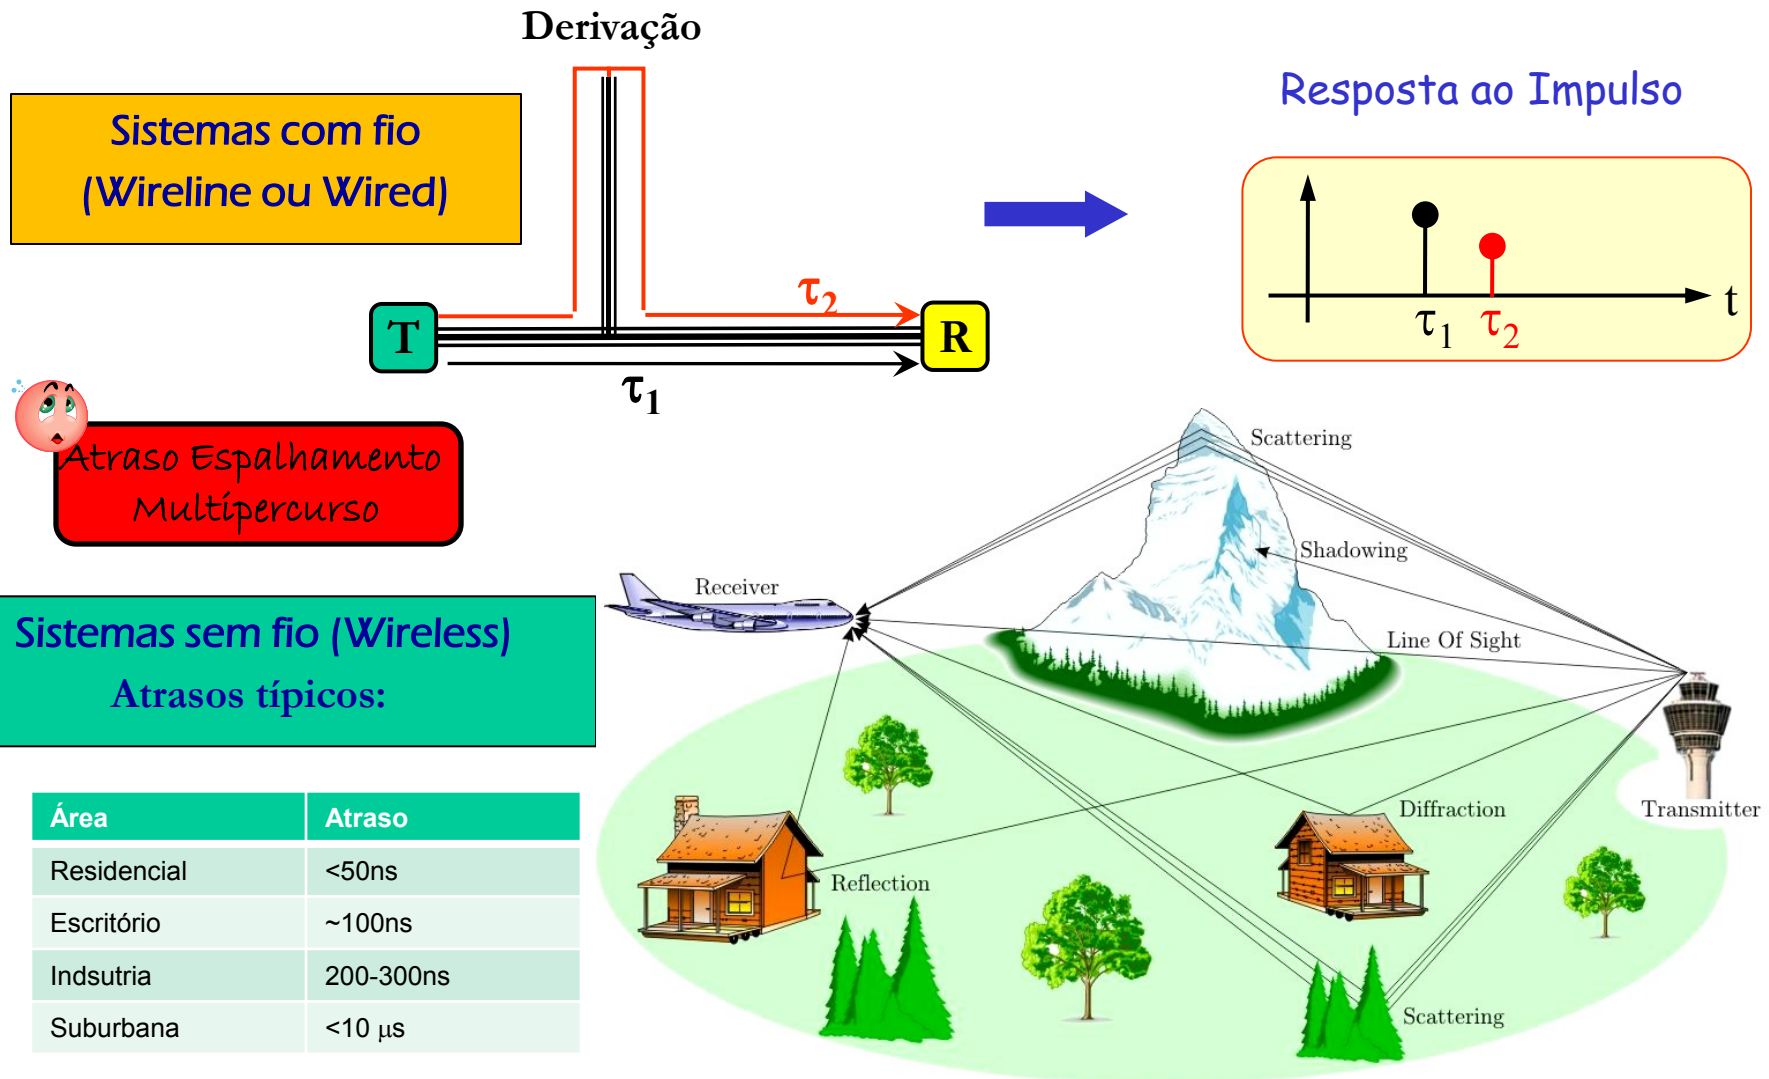 Derivação
Resposta ao Impulso
Sistemas com fio
(Wireline ou Wired)
τ2
T
R
τ1
t
τ1 τ2
Atraso Espalhamento
Multipercurso
Scattering
Shadowing
Receiver
Line Of Sight
Sistemas sem fio (Wireless)
Atrasos típicos:
Diffraction
Transmitter
Reflection
Scattering
Área Atraso
Residencial <50ns
Escritório ~100ns
Indsutria 200-300ns
Suburbana <10 μs